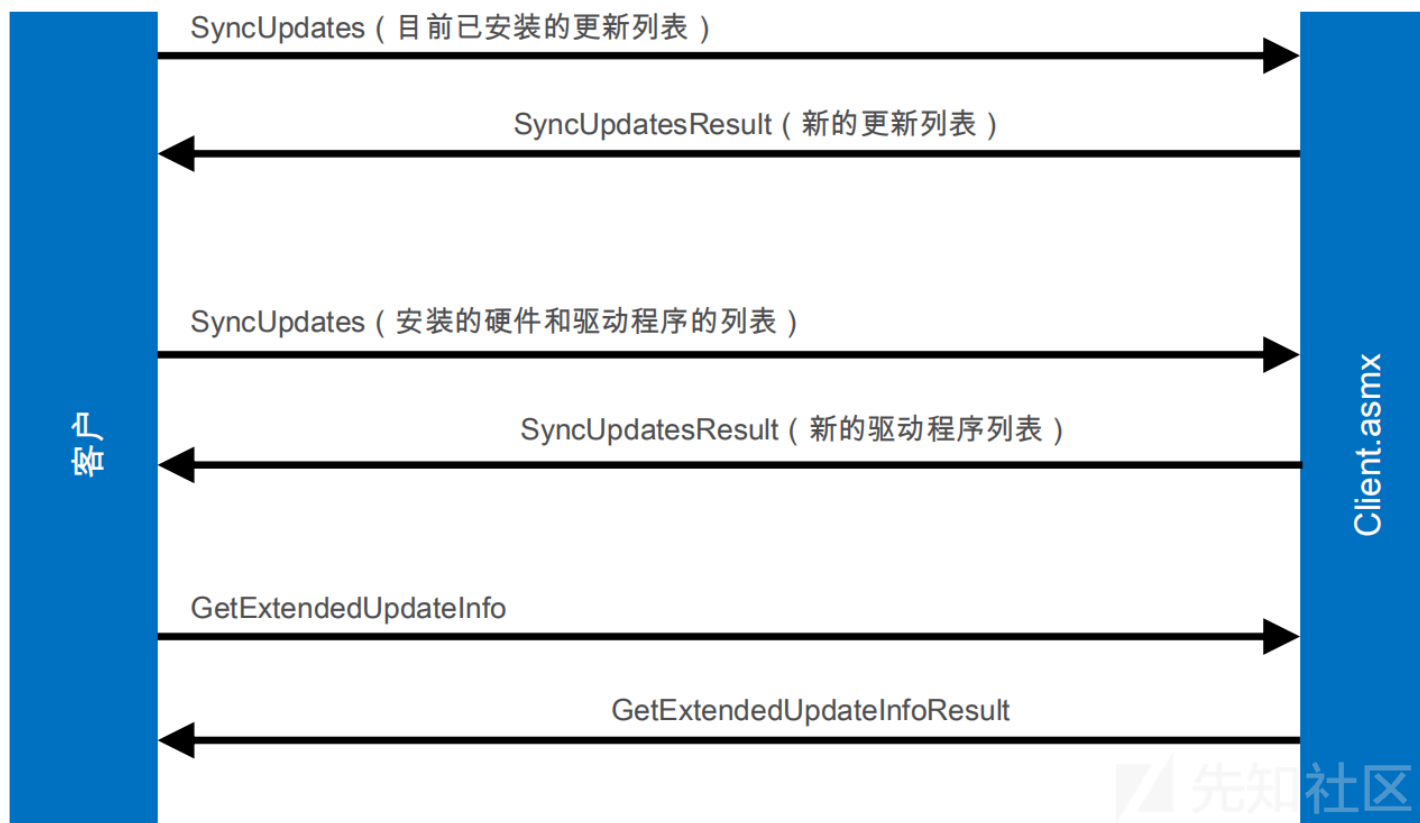 SyncUpdates（目前已安装的更新列表）
SyncUpdatesResult（新的更新列表）
SyncUpdates（安装的硬件和驱动程序的列表）
客户
SyncUpdatesResult（新的驱动程序列表）
Client.asmx
GetExtendedUpdateInfo
GetExtendedUpdateInfoResult
先知社区